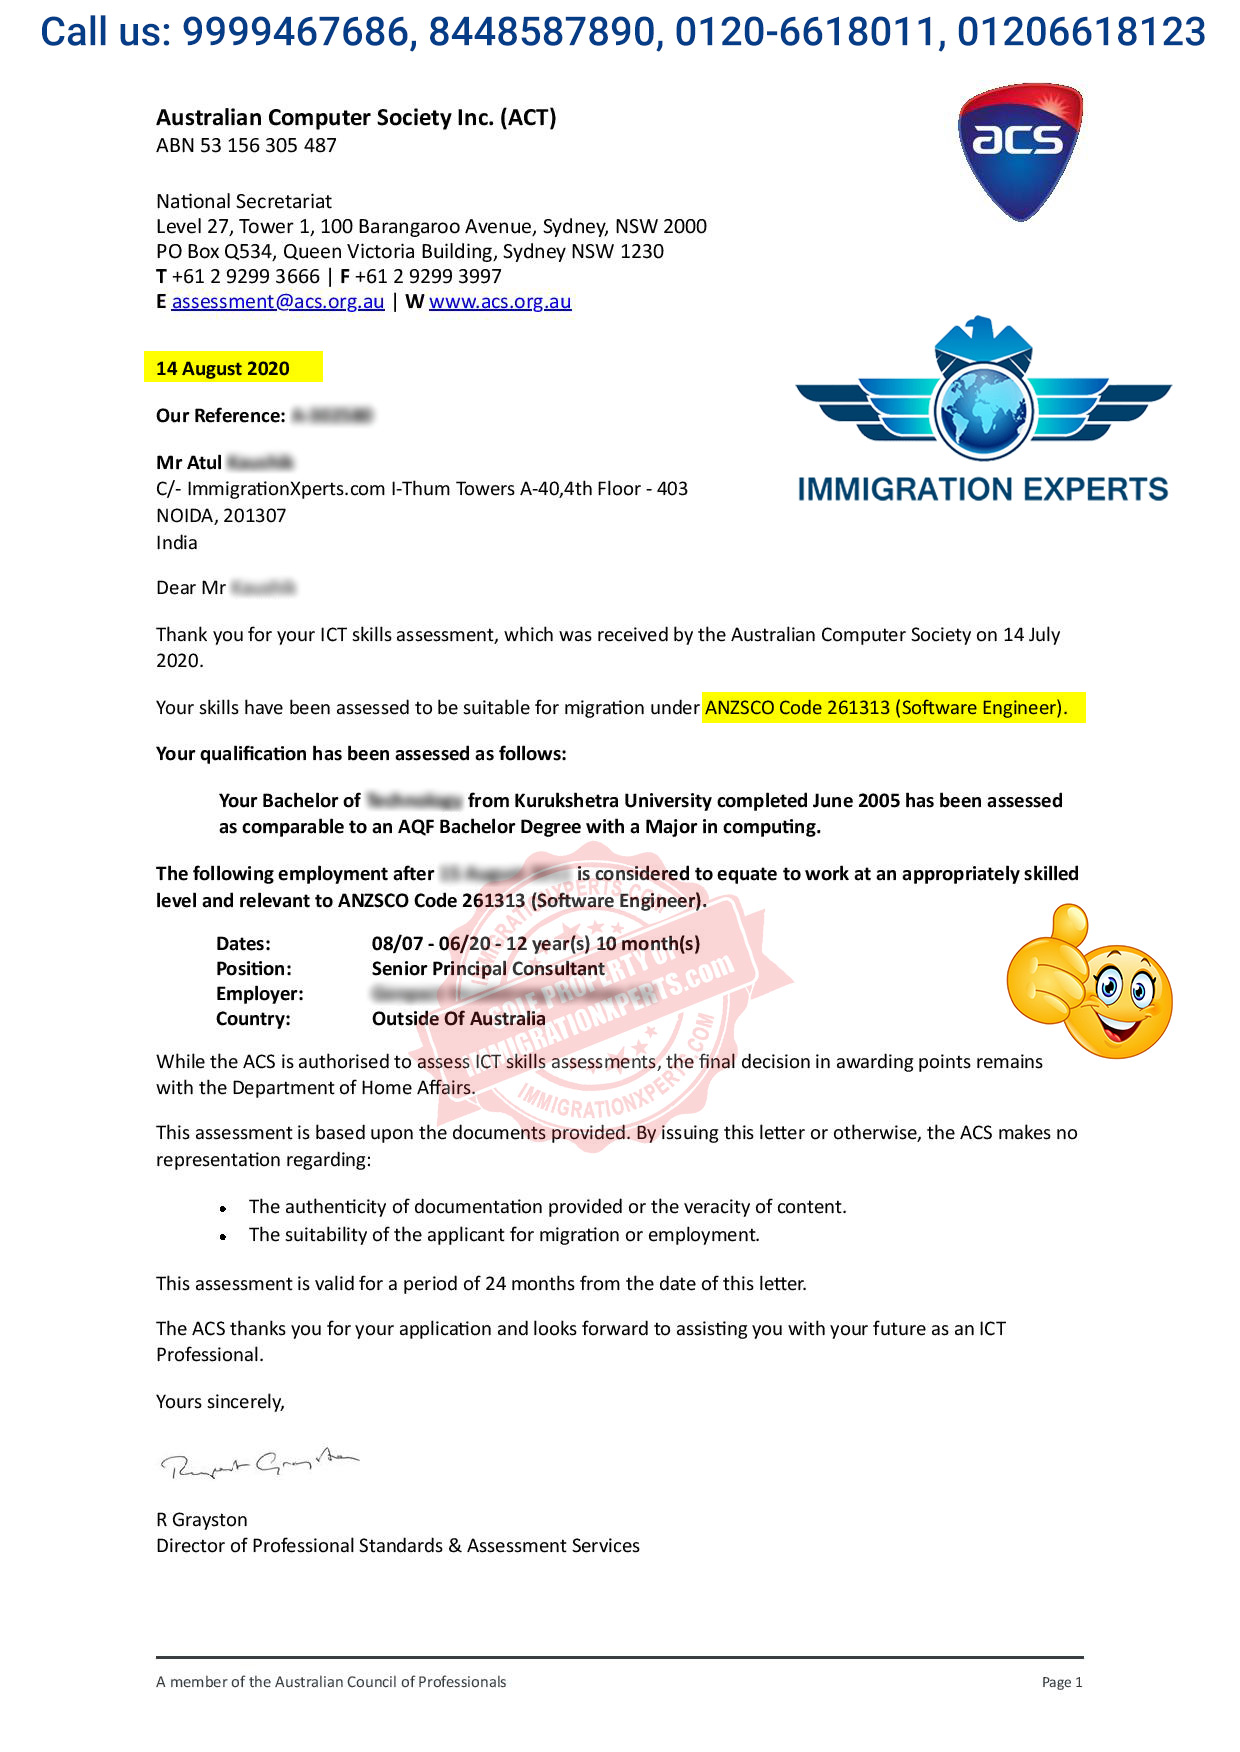 Call us: 9999467686, 8448587890, 0120-6618011, 01206618123
Australian Computer Society Inc. (ACT)
ABN 53 156 305 487
acs
National Secretariat
Level 27, Tower 1, 100 Barangaroo Avenue, Sydney, NSW 2000
PO Box Q534, Queen Victoria Building, Sydney NSW 1230
T +61 2 9299 3666 | F +61 2 9299 3997
E assessment@acs.org.au | W www.acs.org.au
14 August 2020
Our Reference:
Mr Atul
C/- ImmigrationXperts.com I-Thum Towers A-40,4th Floor - 403
NOIDA, 201307
India
IMMIGRATION EXPERTS
Dear Mr
Thank you for your ICT skills assessment, which was received by the Australian Computer Society on 14 July
2020.
Your skills have been assessed to be suitable for migration under ANZSCO Code 261313 (Software Engineer).
Your qualification has been assessed as follows:
Your Bachelor of from Kurukshetra University completed June 2005 has been assessed
as comparable to an AQF Bachelor Degree with a Major in computing.
The following employment after is considered to equate to work at an appropriately skilled
level and relevant to ANZSCO Code 261313 (Software Engineer).
Dates: 08/07 - 06/20 - 12 year(s) 10 month(s)
Position: Senior Principal Consultant
Employer:
Country: Outside Of Australia
IMMIGRATIONXPERTS.COM
SOLE PROPERTY OF
IMMIGRATIONXPERTS.com
IMMIGRATIONXPERTS.COM
While the ACS is authorised to assess ICT skills assessments, the final decision in awarding points remains
with the Department of Home Affairs.
This assessment is based upon the documents provided. By issuing this letter or otherwise, the ACS makes no
representation regarding:
• The authenticity of documentation provided or the veracity of content.
• The suitability of the applicant for migration or employment.
This assessment is valid for a period of 24 months from the date of this letter.
The ACS thanks you for your application and looks forward to assisting you with your future as an ICT
Professional.
Yours sincerely,
Rupert Grayston
R Grayston
Director of Professional Standards & Assessment Services
A member of the Australian Council of Professionals
Page 1